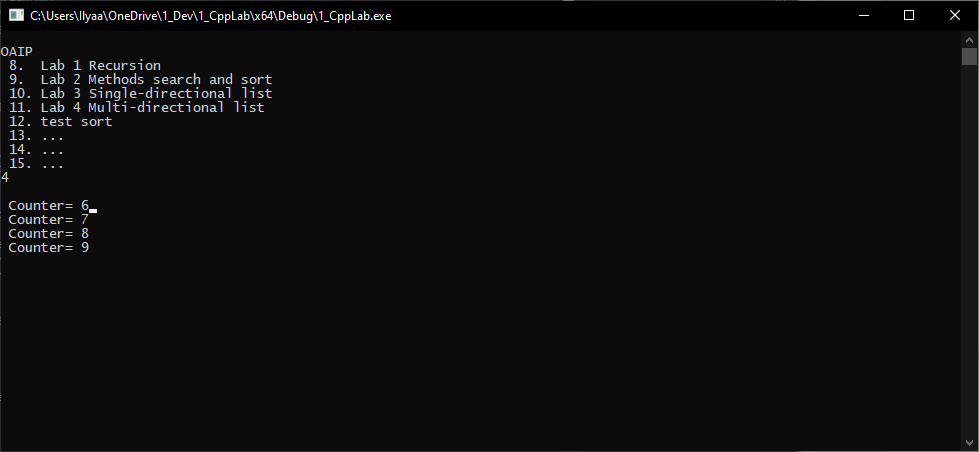 C:\Users\Ilyaa\OneDrive\1_Dev\1_CppLab\x64\Debug\1_CppLab.exe
OAIP
8. Lab 1 Recursion
9. Lab 2 Methods search and sort
10. Lab 3 Single-directional list
11. Lab 4 Multi-directional list
12. test sort
13. ...
14. ...
15. ...
4
Counter= 6
Counter= 7
Counter= 8
Counter= 9